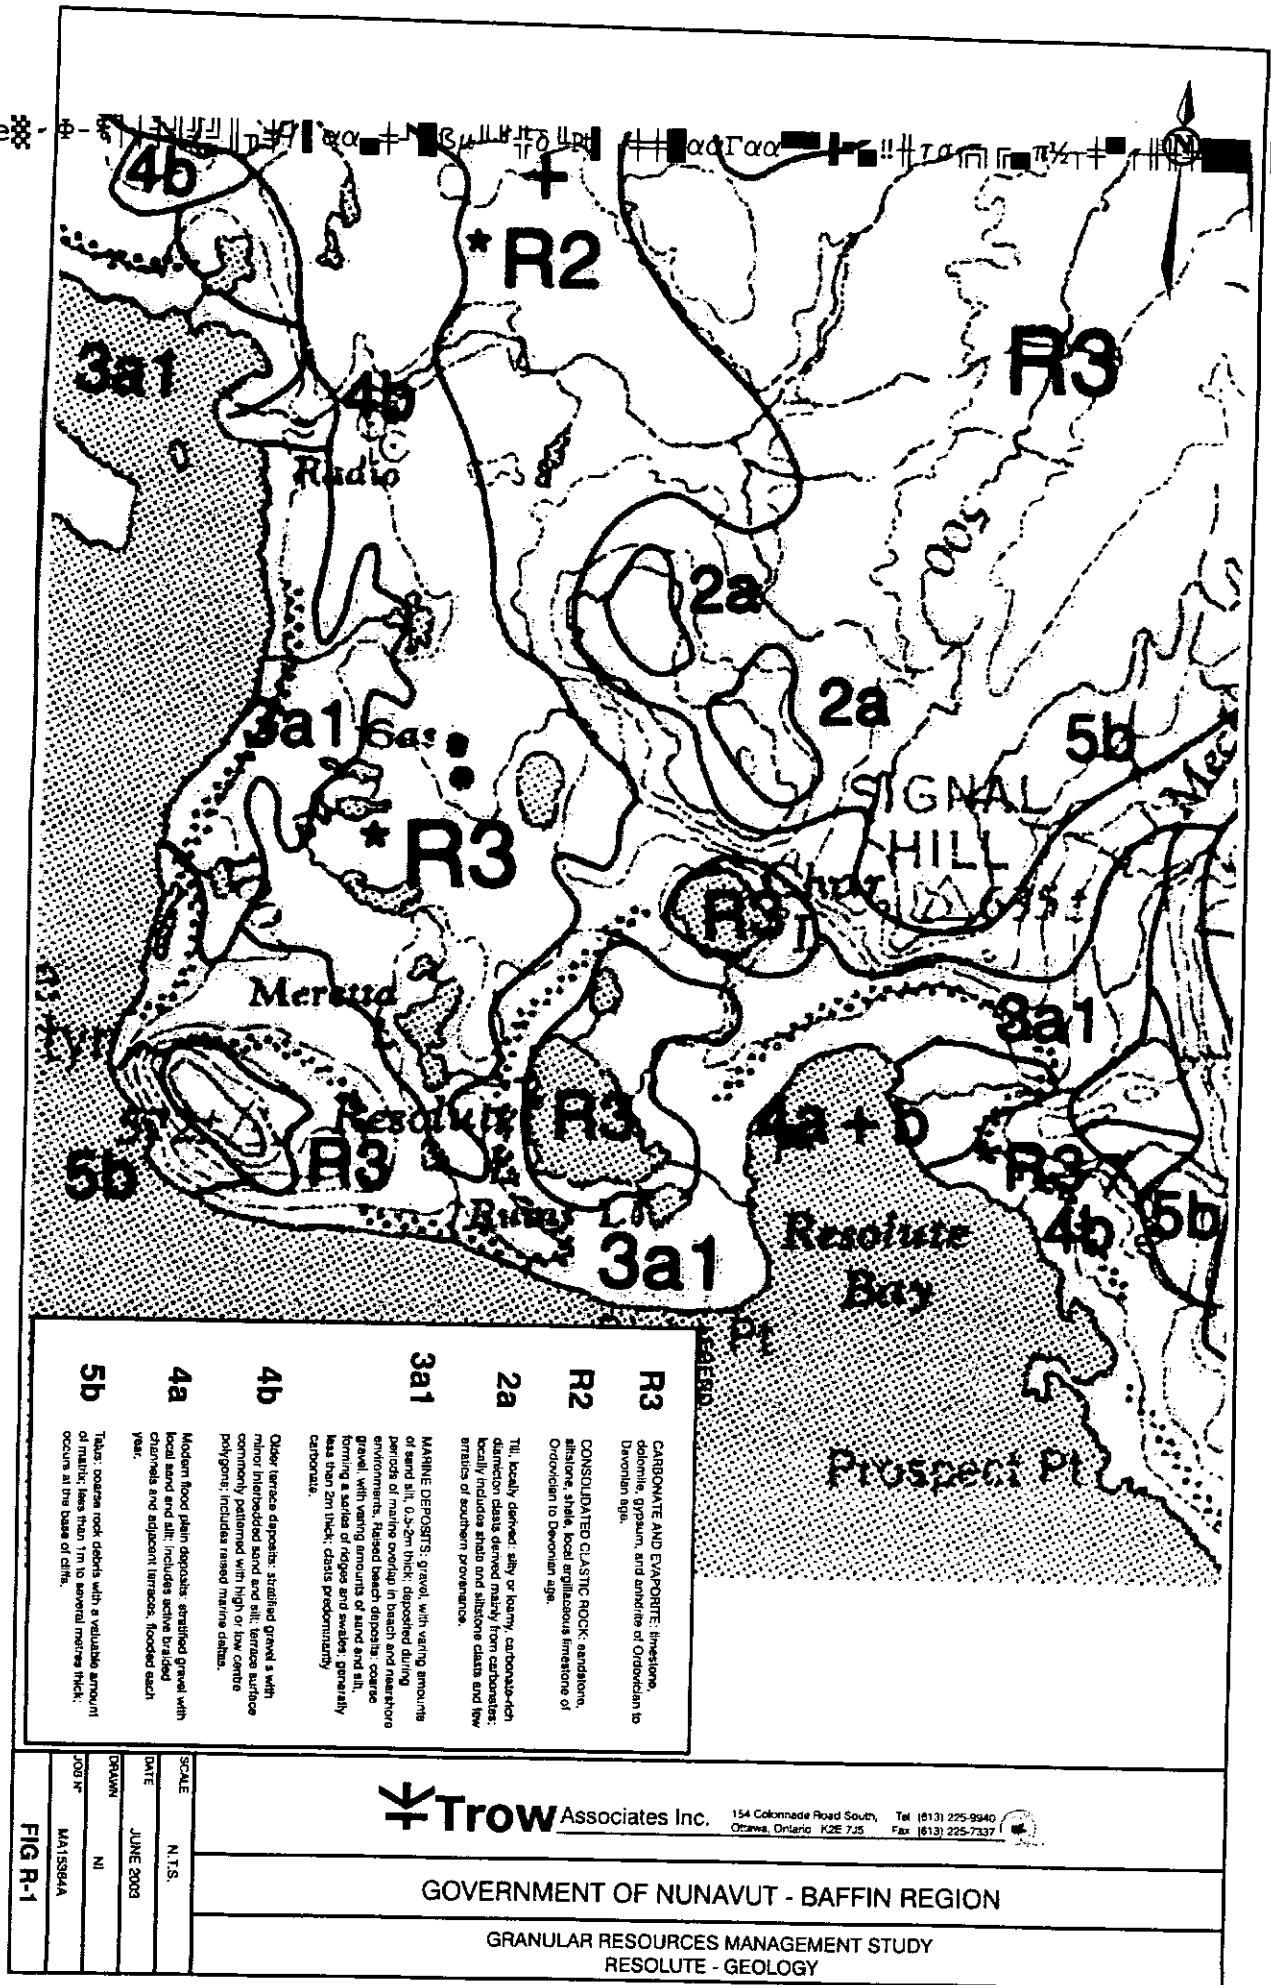 4b
R2
R3
3a1
4b
Radio
500
2a
2a
5b
3a1
Gas
SIGNAL
HILL
R3
R3
635
Meretta
3a1
Resolute
R3
R3
4a + b
R3
5b
5b
4b
3a1
Resolute
Bay
Pt
Prospect Pt
R3
CARBONATE AND EVAPORITE: limestone,
dolomite, gypsum, and anhdrite of Ordovician to
Devonian age.
R2
CONSOLIDATED CLASTIC ROCK: sandstone,
siltstone, shale, local argillaceous limestone of
Ordovician to Devonian age.
2a
Till: locally derived: silty or loamy, carbonate-rich
diamicton clasts derived mainly from carbonates;
locally includes shale and siltstone clasts and few
erratics of southern provenance.
3a1
MARINE DEPOSITS: gravel, with varing amounts
of sand silt, 0.5-2m thick; deposited during
periods of marine overlap in beach and nearshore
environments. Raised beach deposits: coarse
gravel, with varying amounts of sand and silt,
forming a series of ridges and swales; generally
less than 2m thick; clasts predominantly
carbonate.
4b
Older terrace deposits: stratified gravel s with
minor interbedded sand and silt; terrace surface
commonly patterned with high or low centre
polygons; includes raised marine deltas.
4a
Modern flood plain deposits: stratified gravel with
local sand and silt; includes active braided
channels and adjacent terraces, flooded each
year.
5b
Talus: coarse rock debris with a valuable amount
of matrix; less than 1m to several metres thick;
occurs at the base of cliffs.
Trow Associates Inc.
154 Colonnade Road South, Tel (613) 225-9940
Ottawa, Ontario K2E 7J5 Fax (613) 225-7337
GOVERNMENT OF NUNAVUT - BAFFIN REGION
GRANULAR RESOURCES MANAGEMENT STUDY
RESOLUTE - GEOLOGY
SCALE N.T.S.
DATE JUNE 2003
DRAWN NI
JOB Nº MA15384A
FIG R-1